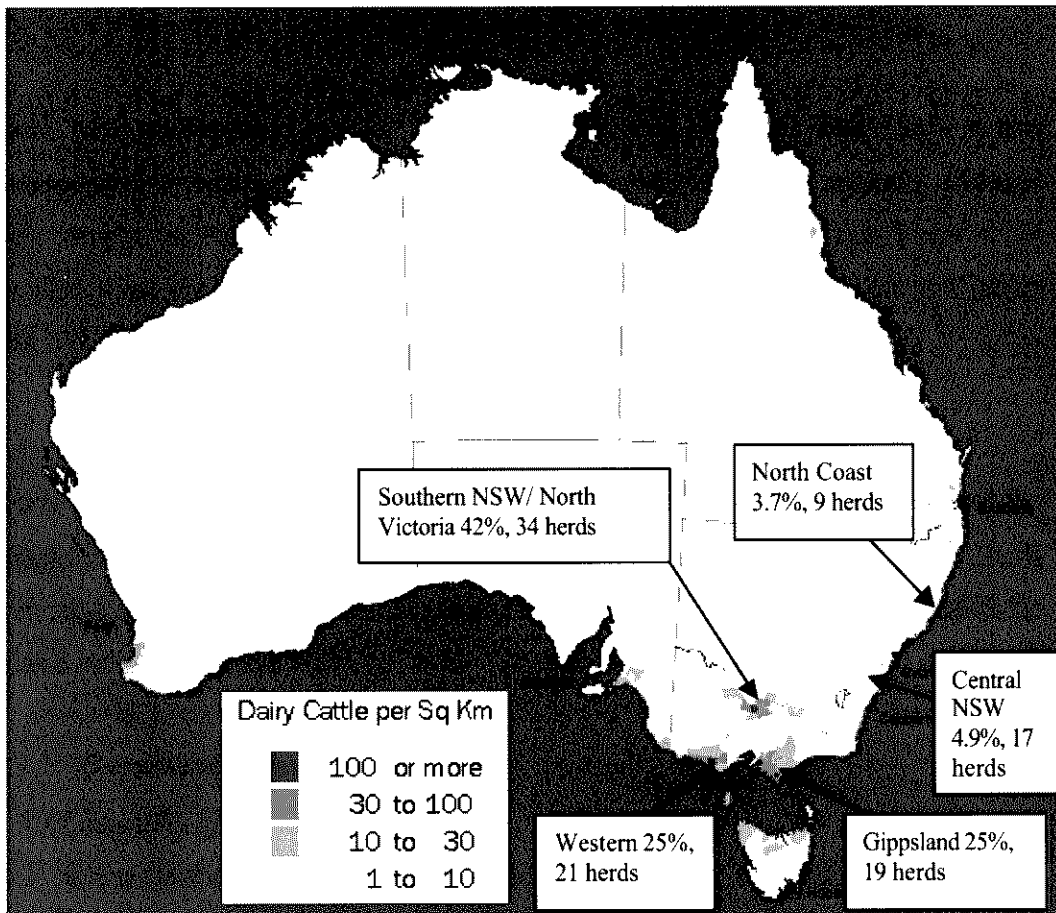 Southern NSW/ North
Victoria 42%, 34 herds
North Coast
3.7%, 9 herds
Central
NSW
4.9%, 17
herds
Dairy Cattle per Sq Km
100 or more
30 to 100
10 to 30
1 to 10
Western 25%,
21 herds
Gippsland 25%,
19 herds